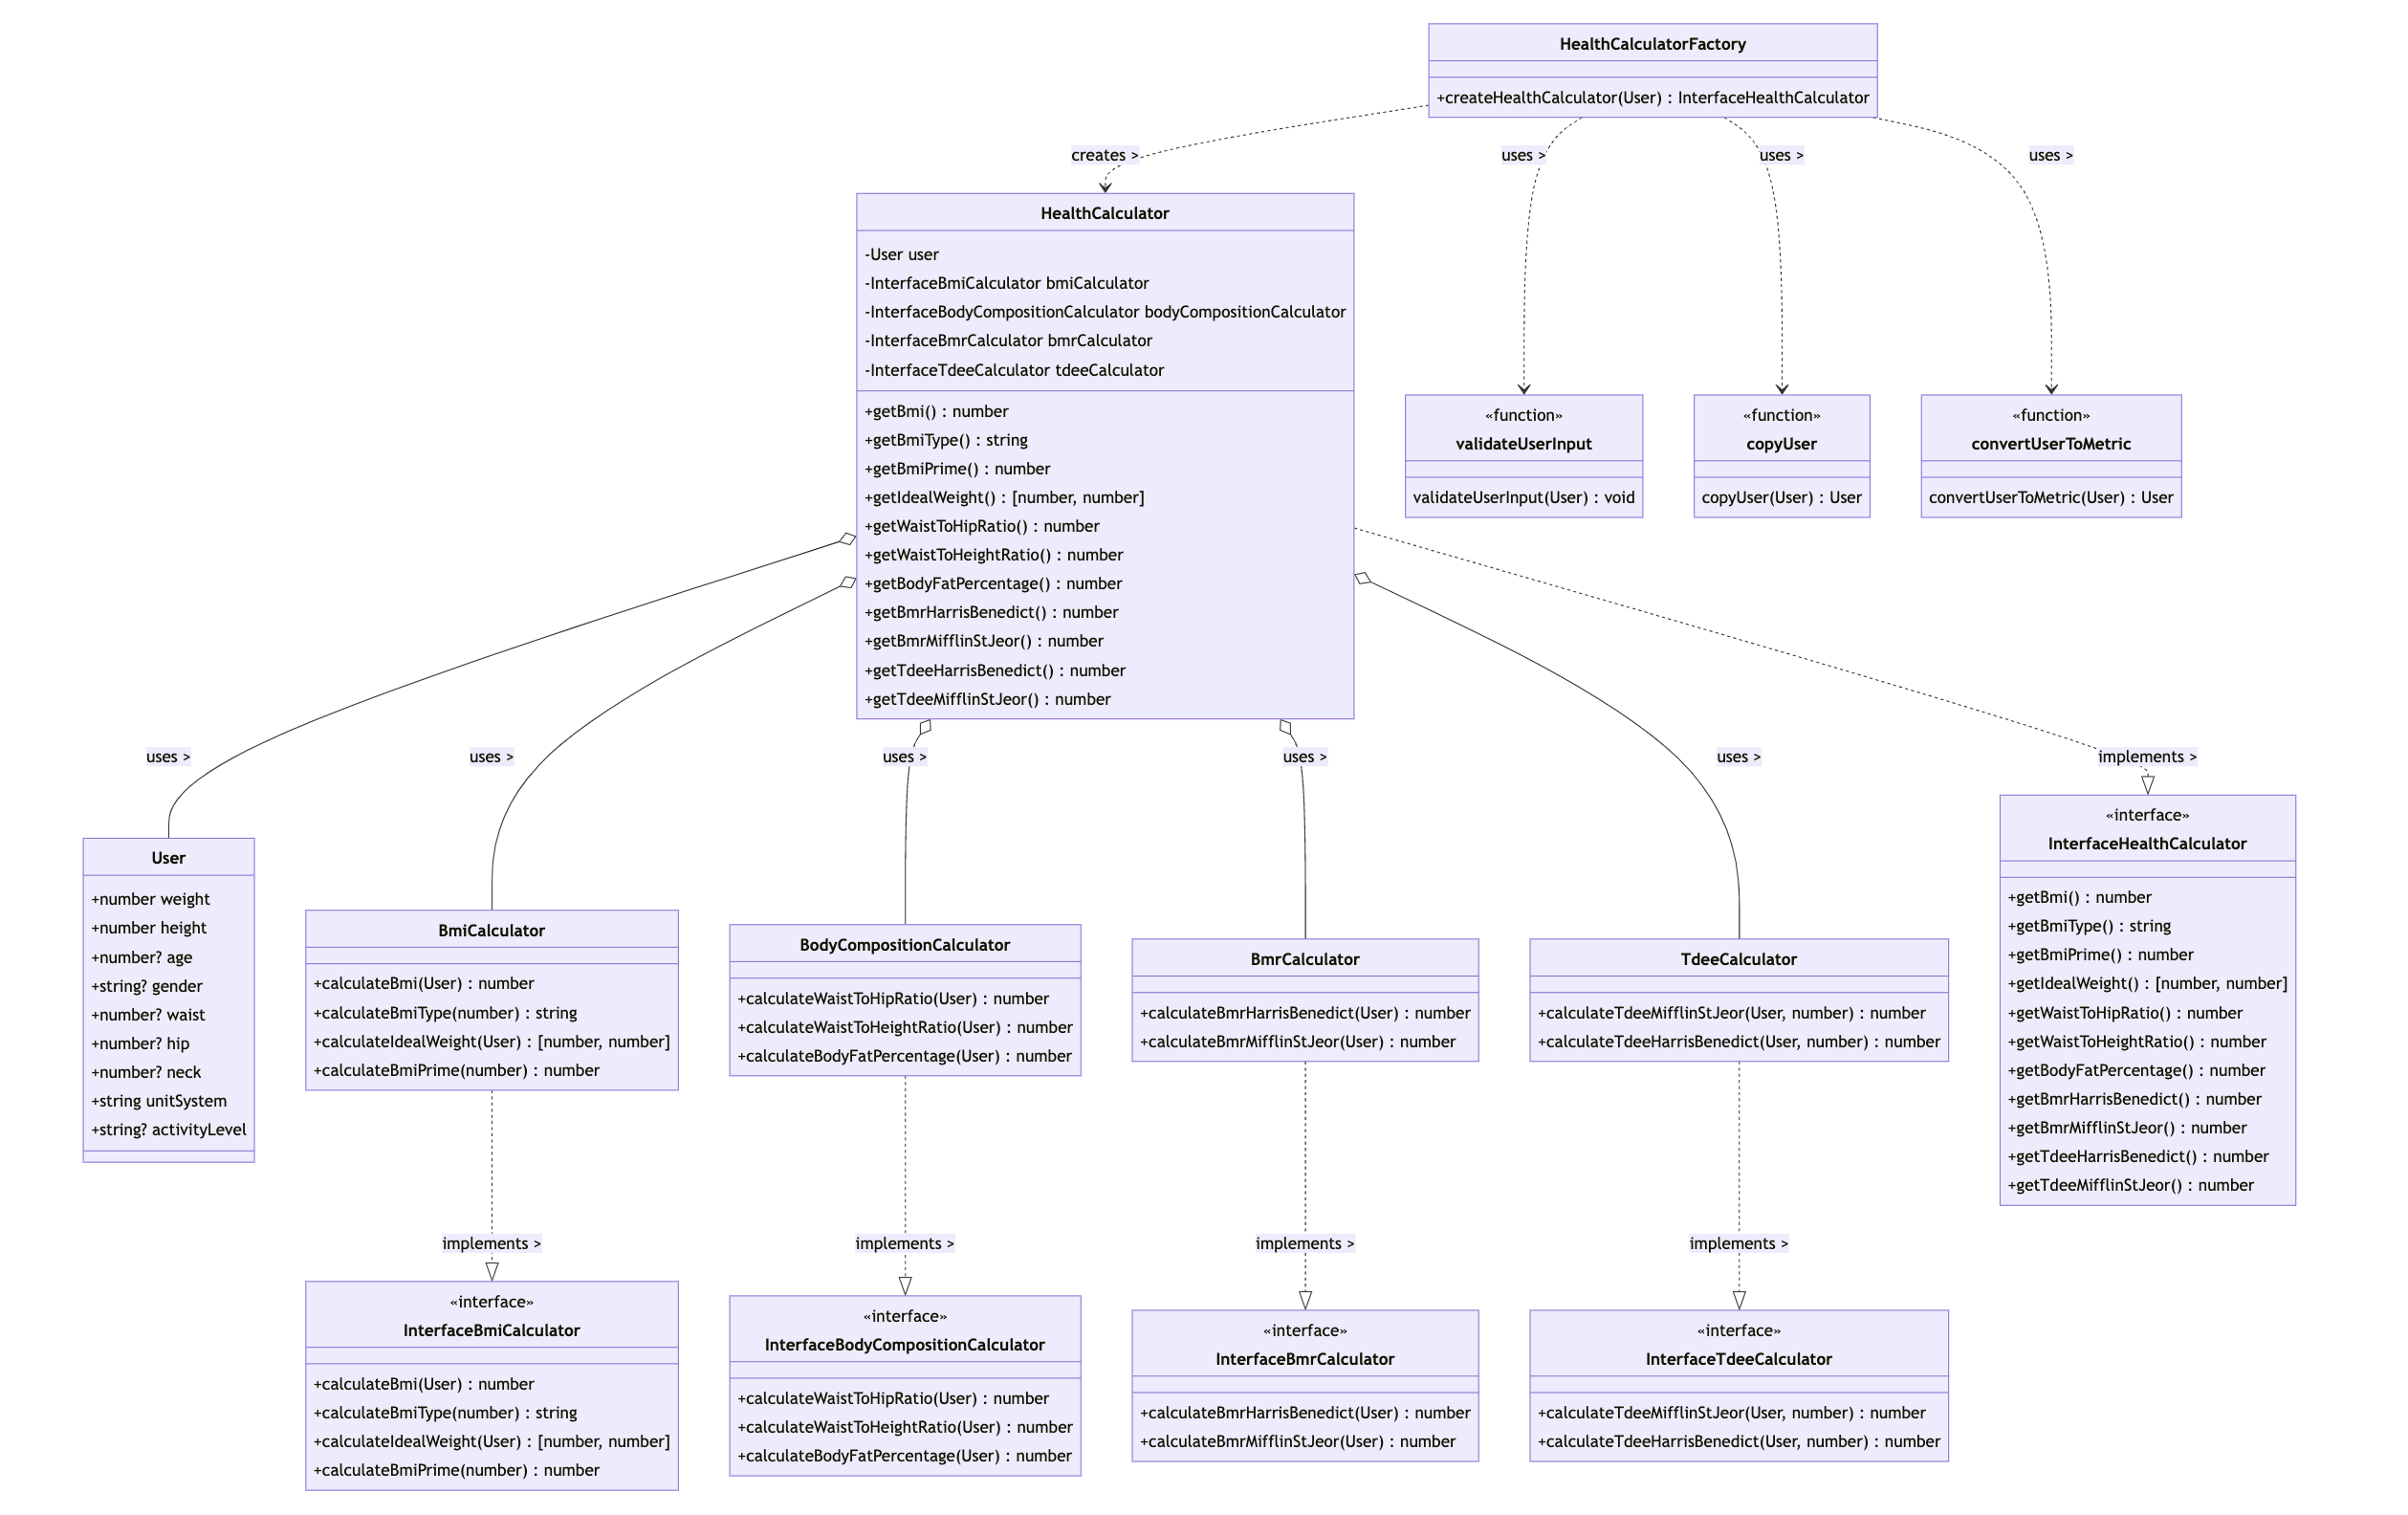 HealthCalculatorFactory
+createHealthCalculator(User) : InterfaceHealthCalculator
creates >
uses >
uses >
uses >
HealthCalculator
-User user
-InterfaceBmiCalculator bmiCalculator
-InterfaceBodyCompositionCalculator bodyCompositionCalculator
-InterfaceBmrCalculator bmrCalculator
-InterfaceTdeeCalculator tdeeCalculator
+getBmi() : number
+getBmiType() : string
+getBmiPrime() : number
+getIdealWeight() : [number, number]
+getWaistToHipRatio() : number
+getWaistToHeightRatio() : number
+getBodyFatPercentage() : number
+getBmrHarrisBenedict() : number
+getBmrMifflinStJeor() : number
+getTdeeHarrisBenedict() : number
+getTdeeMifflinStJeor() : number
«function»
validateUserInput
validateUserInput(User) : void
«function»
copyUser
copyUser(User) : User
«function»
convertUserToMetric
convertUserToMetric(User) : User
uses >
uses >
uses >
uses >
uses >
implements >
User
+number weight
+number height
+number? age
+string? gender
+number? waist
+number? hip
+number? neck
+string unitSystem
+string? activityLevel
BmiCalculator
+calculateBmi(User) : number
+calculateBmiType(number) : string
+calculateIdealWeight(User) : [number, number]
+calculateBmiPrime(number) : number
BodyCompositionCalculator
+calculateWaistToHipRatio(User) : number
+calculateWaistToHeightRatio(User) : number
+calculateBodyFatPercentage(User) : number
BmrCalculator
+calculateBmrHarrisBenedict(User) : number
+calculateBmrMifflinStJeor(User) : number
TdeeCalculator
+calculateTdeeMifflinStJeor(User, number) : number
+calculateTdeeHarrisBenedict(User, number) : number
«interface»
InterfaceHealthCalculator
+getBmi() : number
+getBmiType() : string
+getBmiPrime() : number
+getIdealWeight() : [number, number]
+getWaistToHipRatio() : number
+getWaistToHeightRatio() : number
+getBodyFatPercentage() : number
+getBmrHarrisBenedict() : number
+getBmrMifflinStJeor() : number
+getTdeeHarrisBenedict() : number
+getTdeeMifflinStJeor() : number
implements >
implements >
implements >
implements >
«interface»
InterfaceBmiCalculator
+calculateBmi(User) : number
+calculateBmiType(number) : string
+calculateIdealWeight(User) : [number, number]
+calculateBmiPrime(number) : number
«interface»
InterfaceBodyCompositionCalculator
+calculateWaistToHipRatio(User) : number
+calculateWaistToHeightRatio(User) : number
+calculateBodyFatPercentage(User) : number
«interface»
InterfaceBmrCalculator
+calculateBmrHarrisBenedict(User) : number
+calculateBmrMifflinStJeor(User) : number
«interface»
InterfaceTdeeCalculator
+calculateTdeeMifflinStJeor(User, number) : number
+calculateTdeeHarrisBenedict(User, number) : number